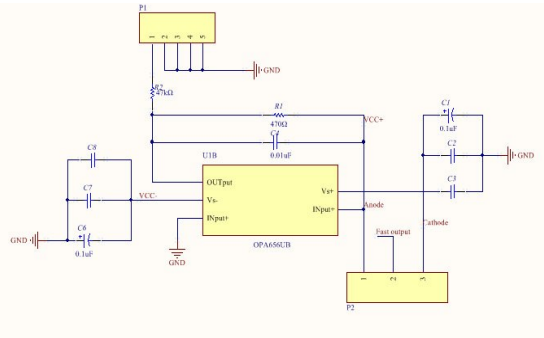 P1
1 2 3 4 5
GND
R2
47kΩ
R1
470Ω
VCC+
C4
0.01uF
C1
0.1uF
C2
GND
C3
C8
C7
VCC-
C6
0.1uF
GND
U1B
OUTput
Vs-
INput+
Vs+
INput+
OPA656UB
GND
Anode
Cathode
Fast output
1 2 3
P2